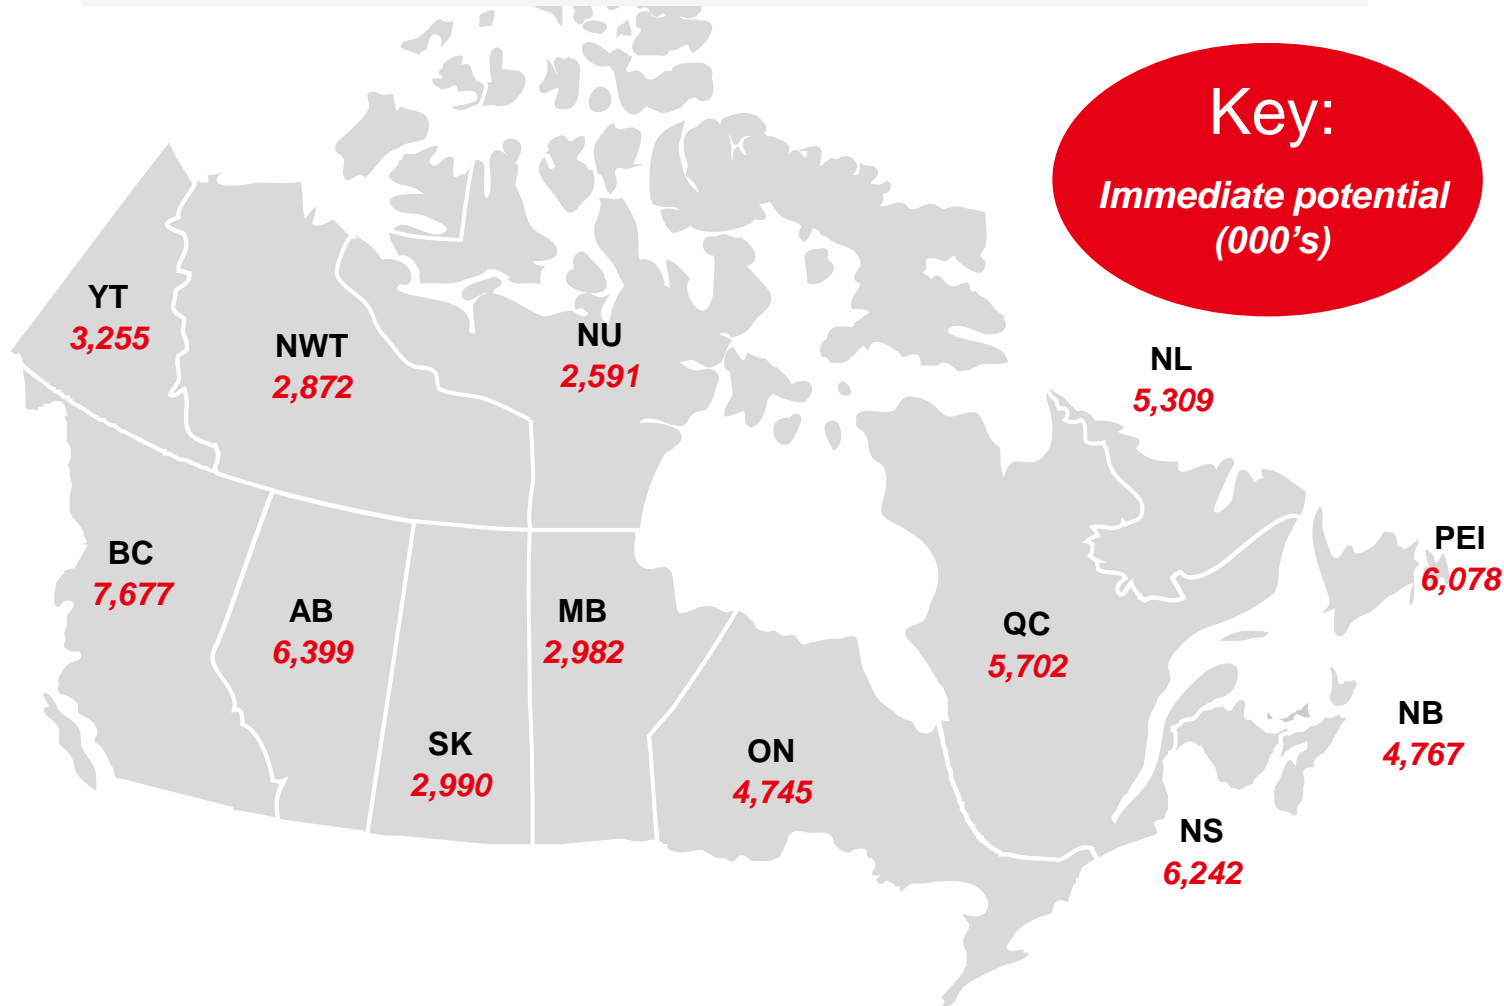 Key:
Immediate potential
(000's)
YT
3,255
NWT
2,872
NU
2,591
NL
5,309
BC
7,677
AB
6,399
SK
2,990
MB
2,982
ON
4,745
QC
5,702
PEI
6,078
NB
4,767
NS
6,242